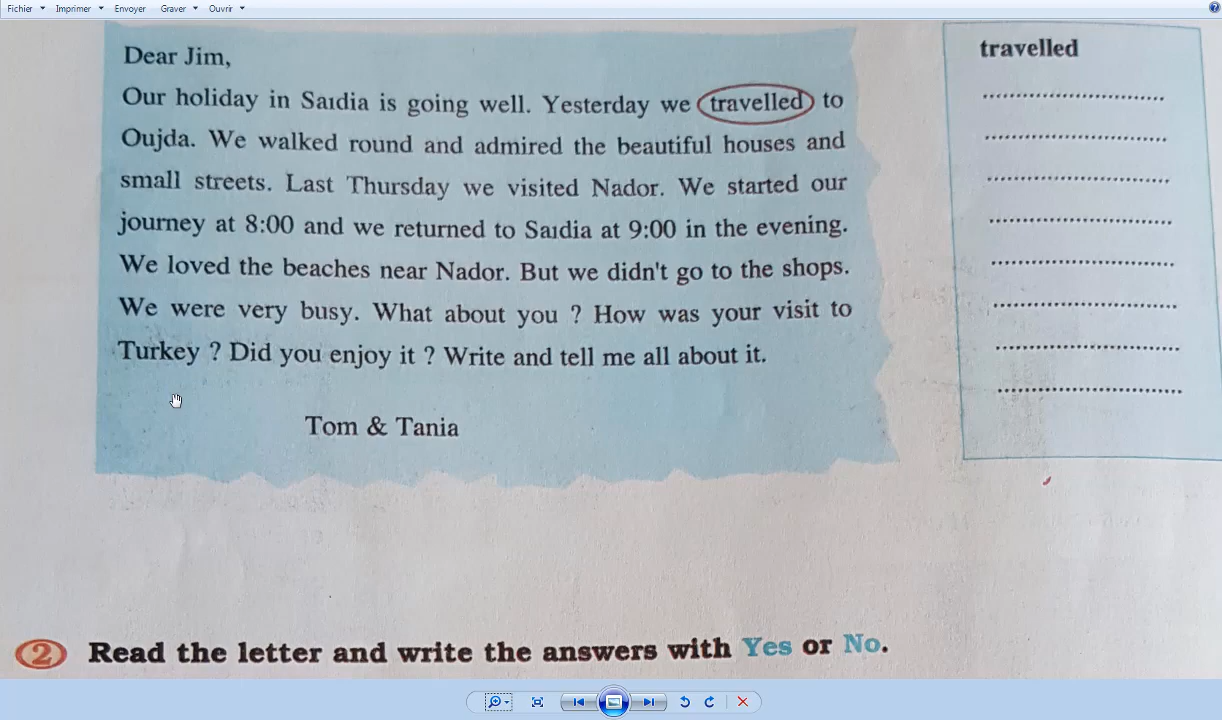 Fichier Imprimer Envoyer Graver Ouvrir
Dear Jim,
Our holiday in Saıdia is going well. Yesterday we travelled to
Oujda. We walked round and admired the beautiful houses and
small streets. Last Thursday we visited Nador. We started our
journey at 8:00 and we returned to Saıdia at 9:00 in the evening.
We loved the beaches near Nador. But we didn't go to the shops.
We were very busy. What about you ? How was your visit to
Turkey ? Did you enjoy it ? Write and tell me all about it.
Tom & Tania
travelled
2 Read the letter and write the answers with Yes or No.